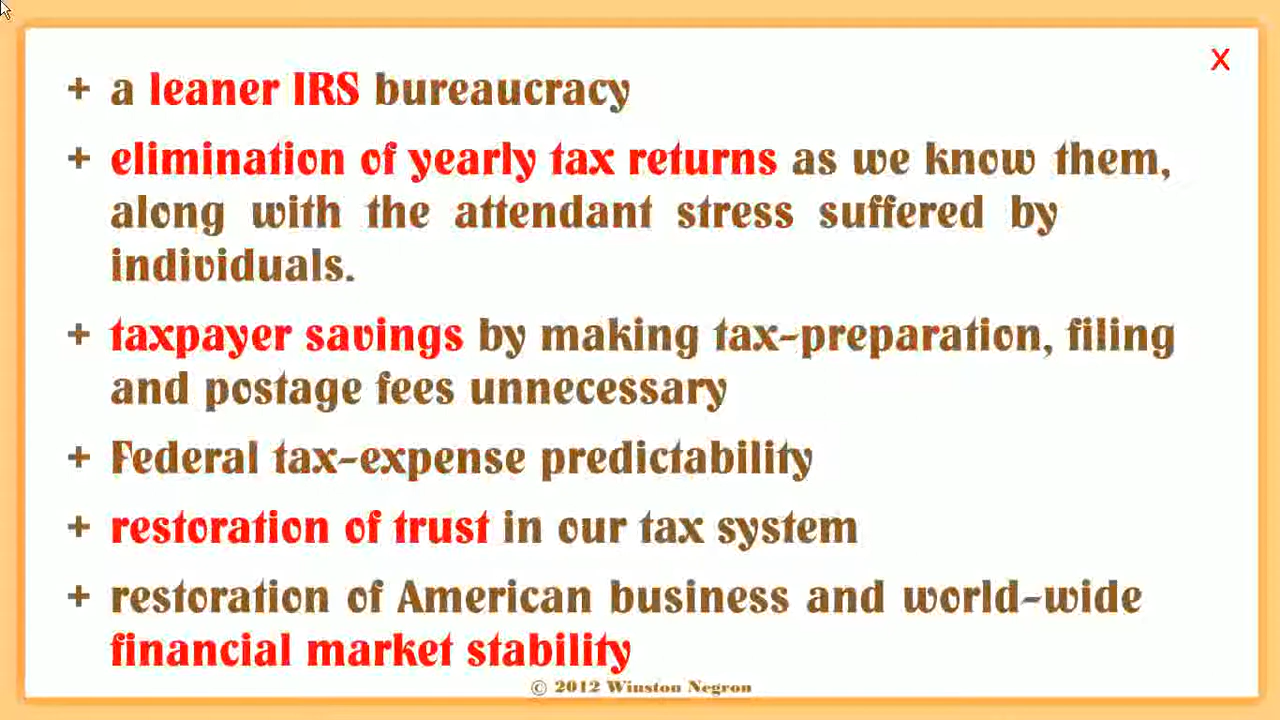 X
+ a leaner IRS bureaucracy
+ elimination of yearly tax returns as we know them,
along with the attendant stress suffered by
individuals.
+ taxpayer savings by making tax-preparation, filing
and postage fees unnecessary
+ Federal tax-expense predictability
+ restoration of trust in our tax system
+ restoration of American business and world-wide
financial market stability
© 2012 Winston Negron